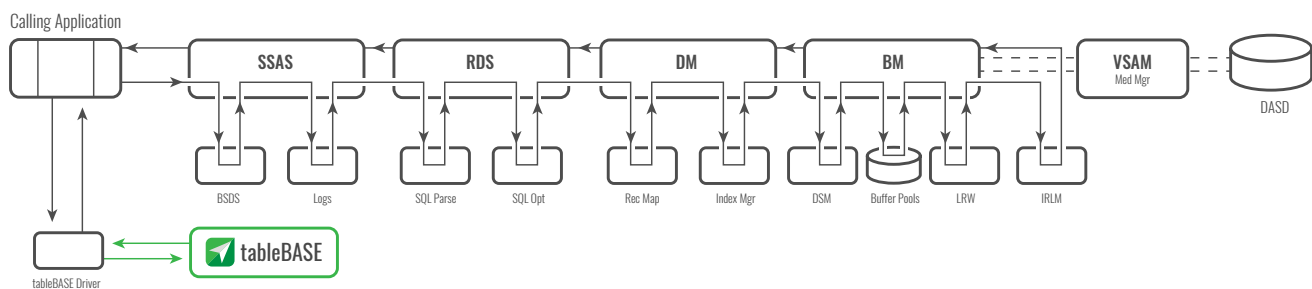 Calling Application
SSAS
RDS
DM
BM
VSAM
Med Mgr
DASD
BSDS
Logs
SQL Parse
SQL Opt
Rec Map
Index Mgr
DSM
Buffer Pools
LRW
IRLM
tableBASE
tableBASE Driver